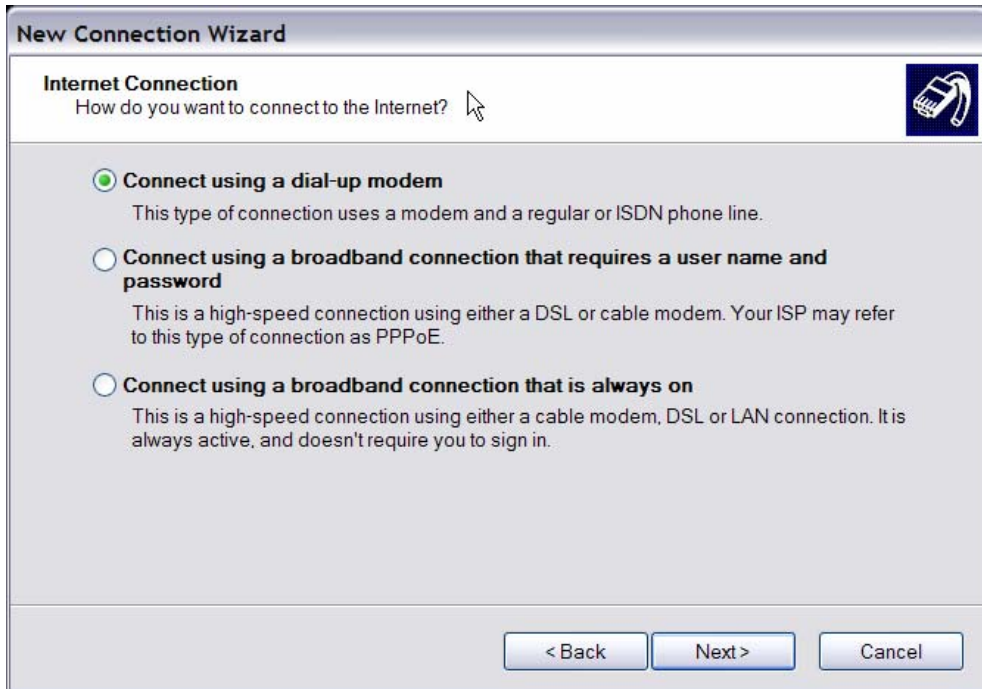 New Connection Wizard
Internet Connection
How do you want to connect to the Internet?
Connect using a dial-up modem
This type of connection uses a modem and a regular or ISDN phone line.
Connect using a broadband connection that requires a user name and
password
This is a high-speed connection using either a DSL or cable modem. Your ISP may refer
to this type of connection as PPPoE.
Connect using a broadband connection that is always on
This is a high-speed connection using either a cable modem, DSL or LAN connection. It is
always active, and doesn't require you to sign in.
< Back Next > Cancel